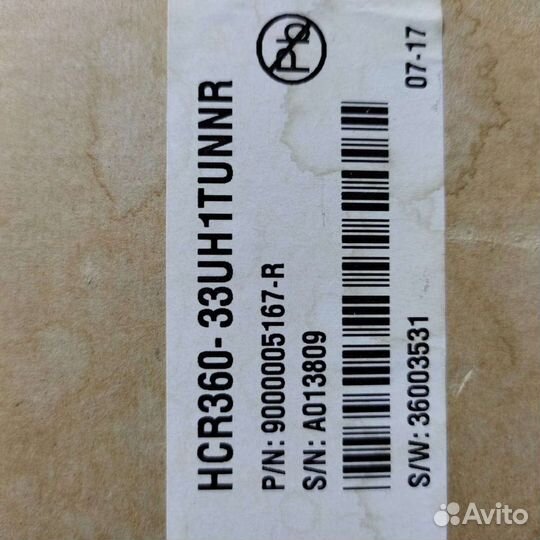 HCR360-33UH1TUNNR
P/N: 9000005167-R
S/N: A013809
S/W: 36003531
07-17
Pb
Avito